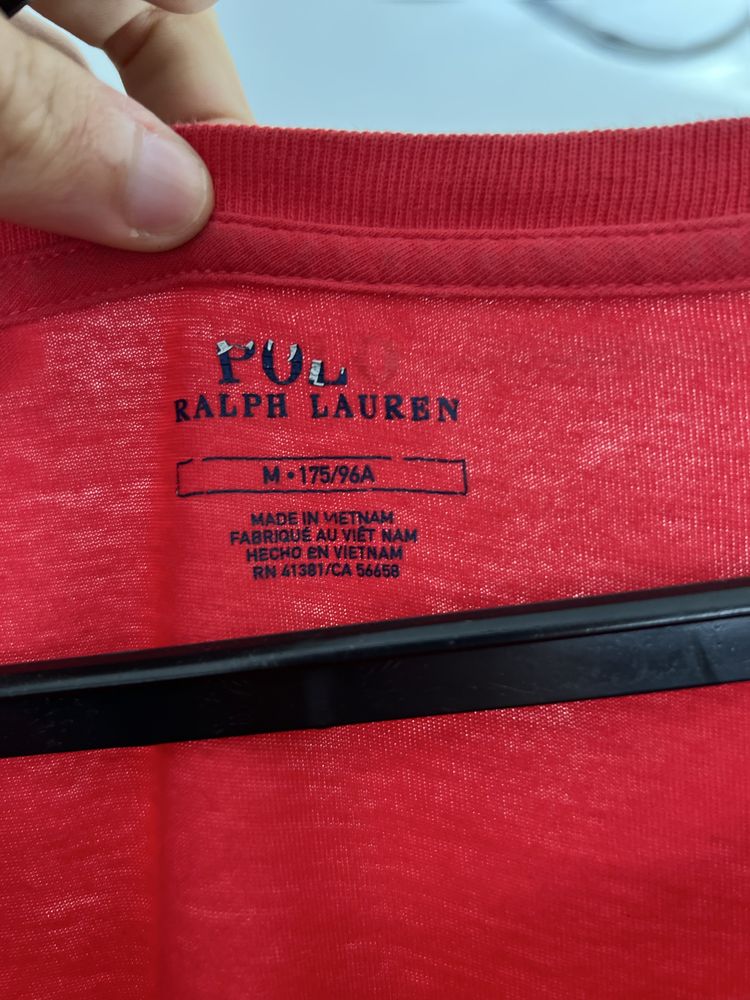 POLO
RALPH LAUREN
M • 175/96A
MADE IN VIETNAM
FABRIQUÉ AU VIÊT NAM
HECHO EN VIETNAM
RN 41381/CA 56658